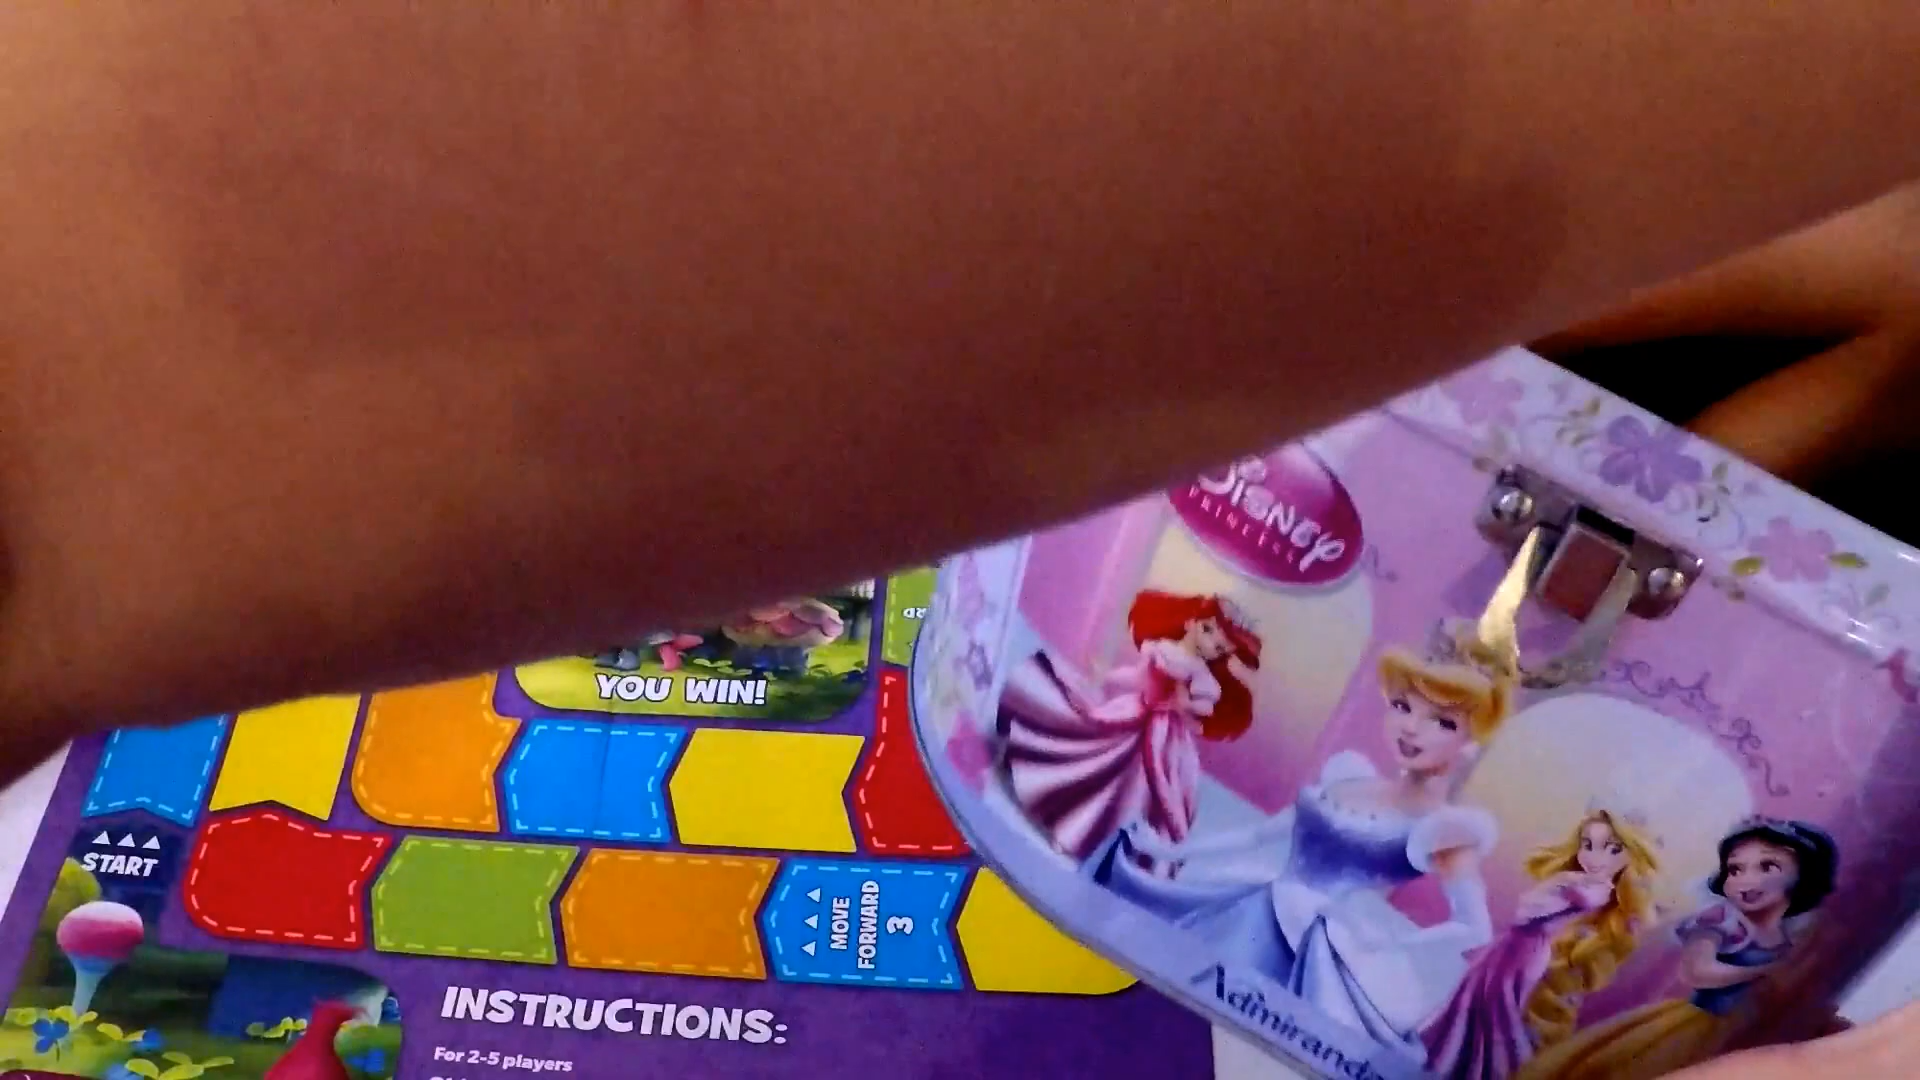 Disney
PRINCESS
YOU WIN!
START
MOVE
FORWARD
3
INSTRUCTIONS:
For 2-5 players